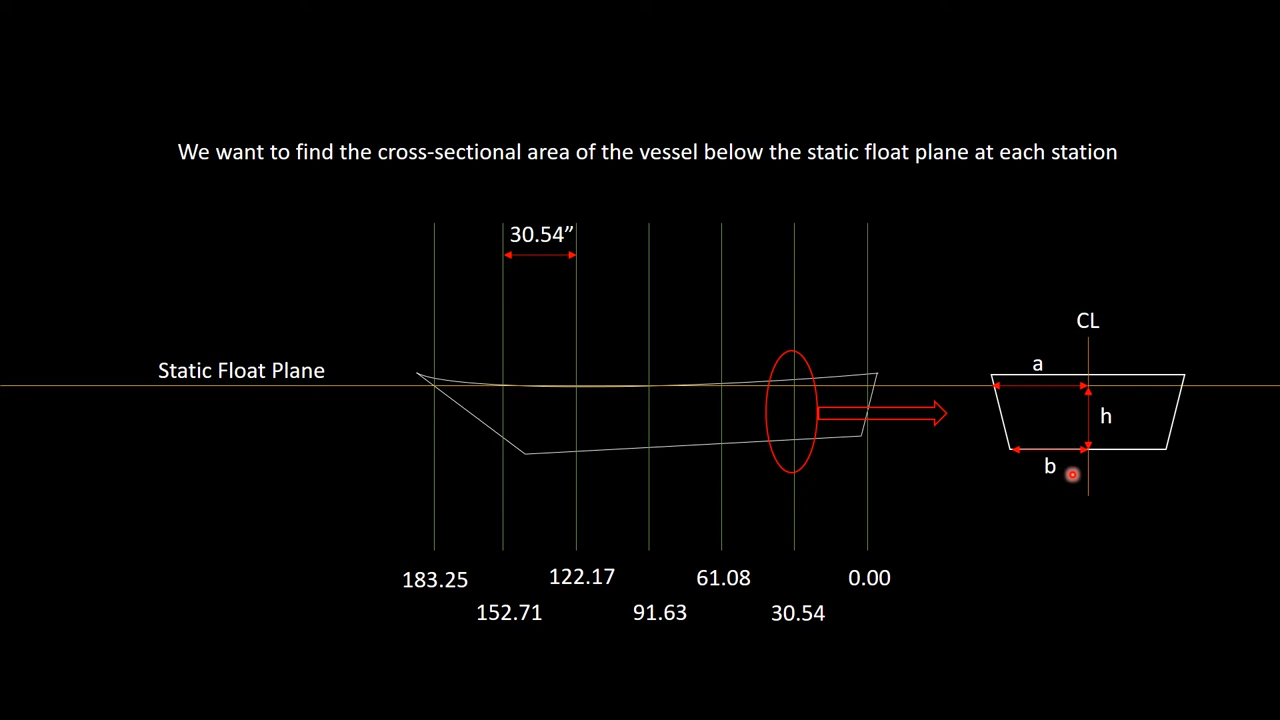 We want to find the cross-sectional area of the vessel below the static float plane at each station
30.54”
CL
Static Float Plane
a
h
b
183.25
122.17
61.08
0.00
152.71
91.63
30.54